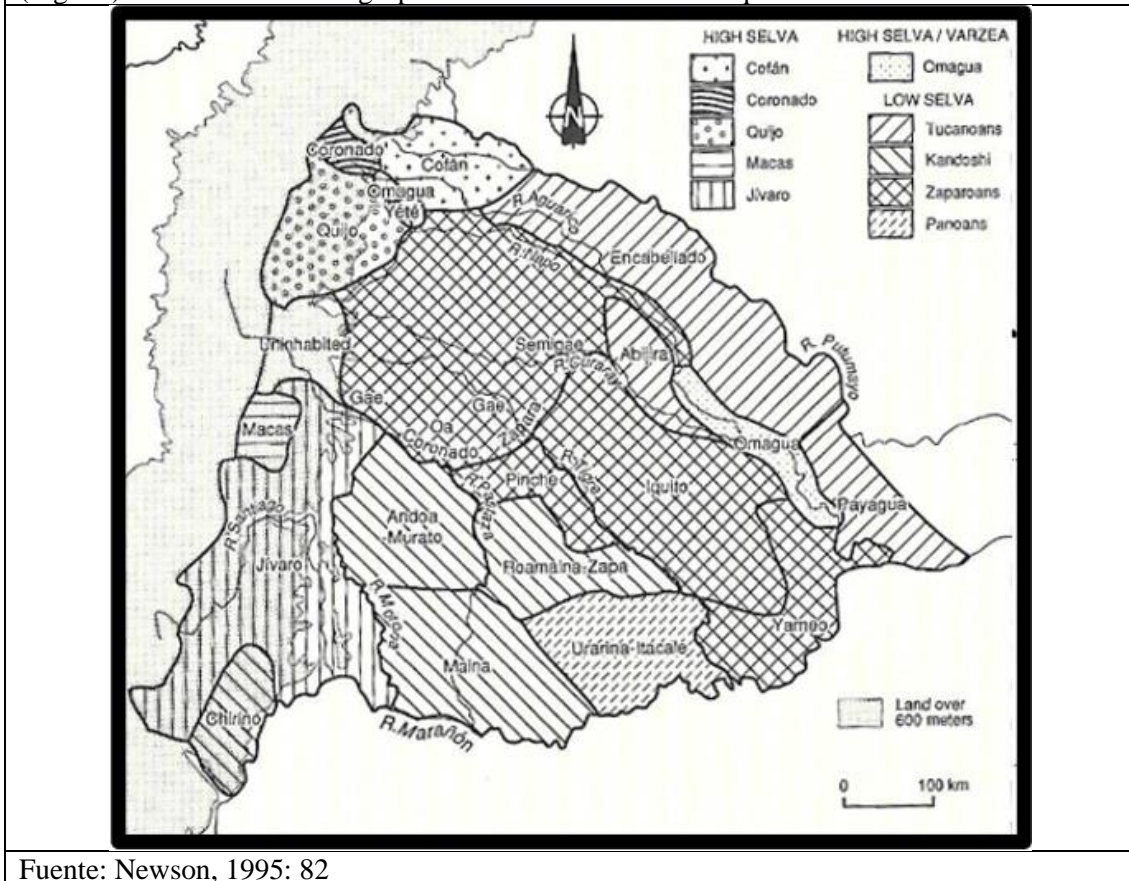 HIGH SELVA
Cofán
Coronado
Quijo
Macas
Jívaro
HIGH SELVA / VARZEA
Omagua
LOW SELVA
Tucanoans
Kandoshi
Zaparoans
Panoans
N
Coronado
Cofán
Omagua
Yété
Quijo
R. Aguarico
R. Napo
Encabellado
Uninhabited
Semigae
Abijira
R. Curaray
R. Putumayo
Gae
Gae
Macas
Oa
Zapara
Coronado
Omagua
R. Pastaza
Pinche
R. Tigre
Iquito
Payagua
R. Santiago
Andoa
-Murato
Jívaro
Roamaina-Zapa
R. Morona
Yameo
Maina
Urarina-Itacale
Chirino
R. Marañón
Land over
600 meters
0 100 km
Fuente: Newson, 1995: 82